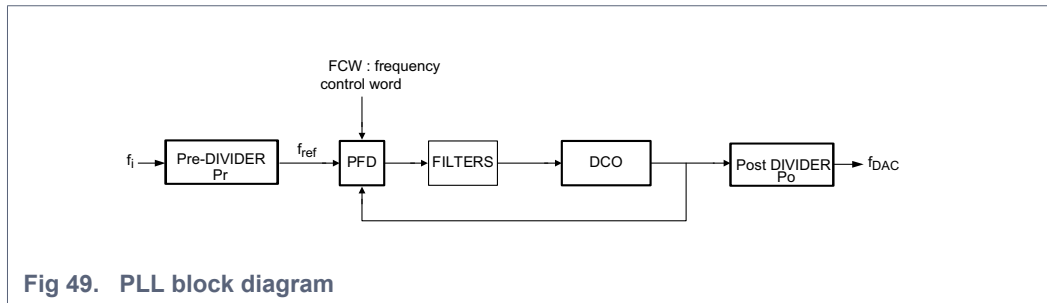 FCW : frequency
control word
fi
Pre-DIVIDER
Pr
fref
PFD
FILTERS
DCO
Post DIVIDER
Po
fDAC
Fig 49. PLL block diagram